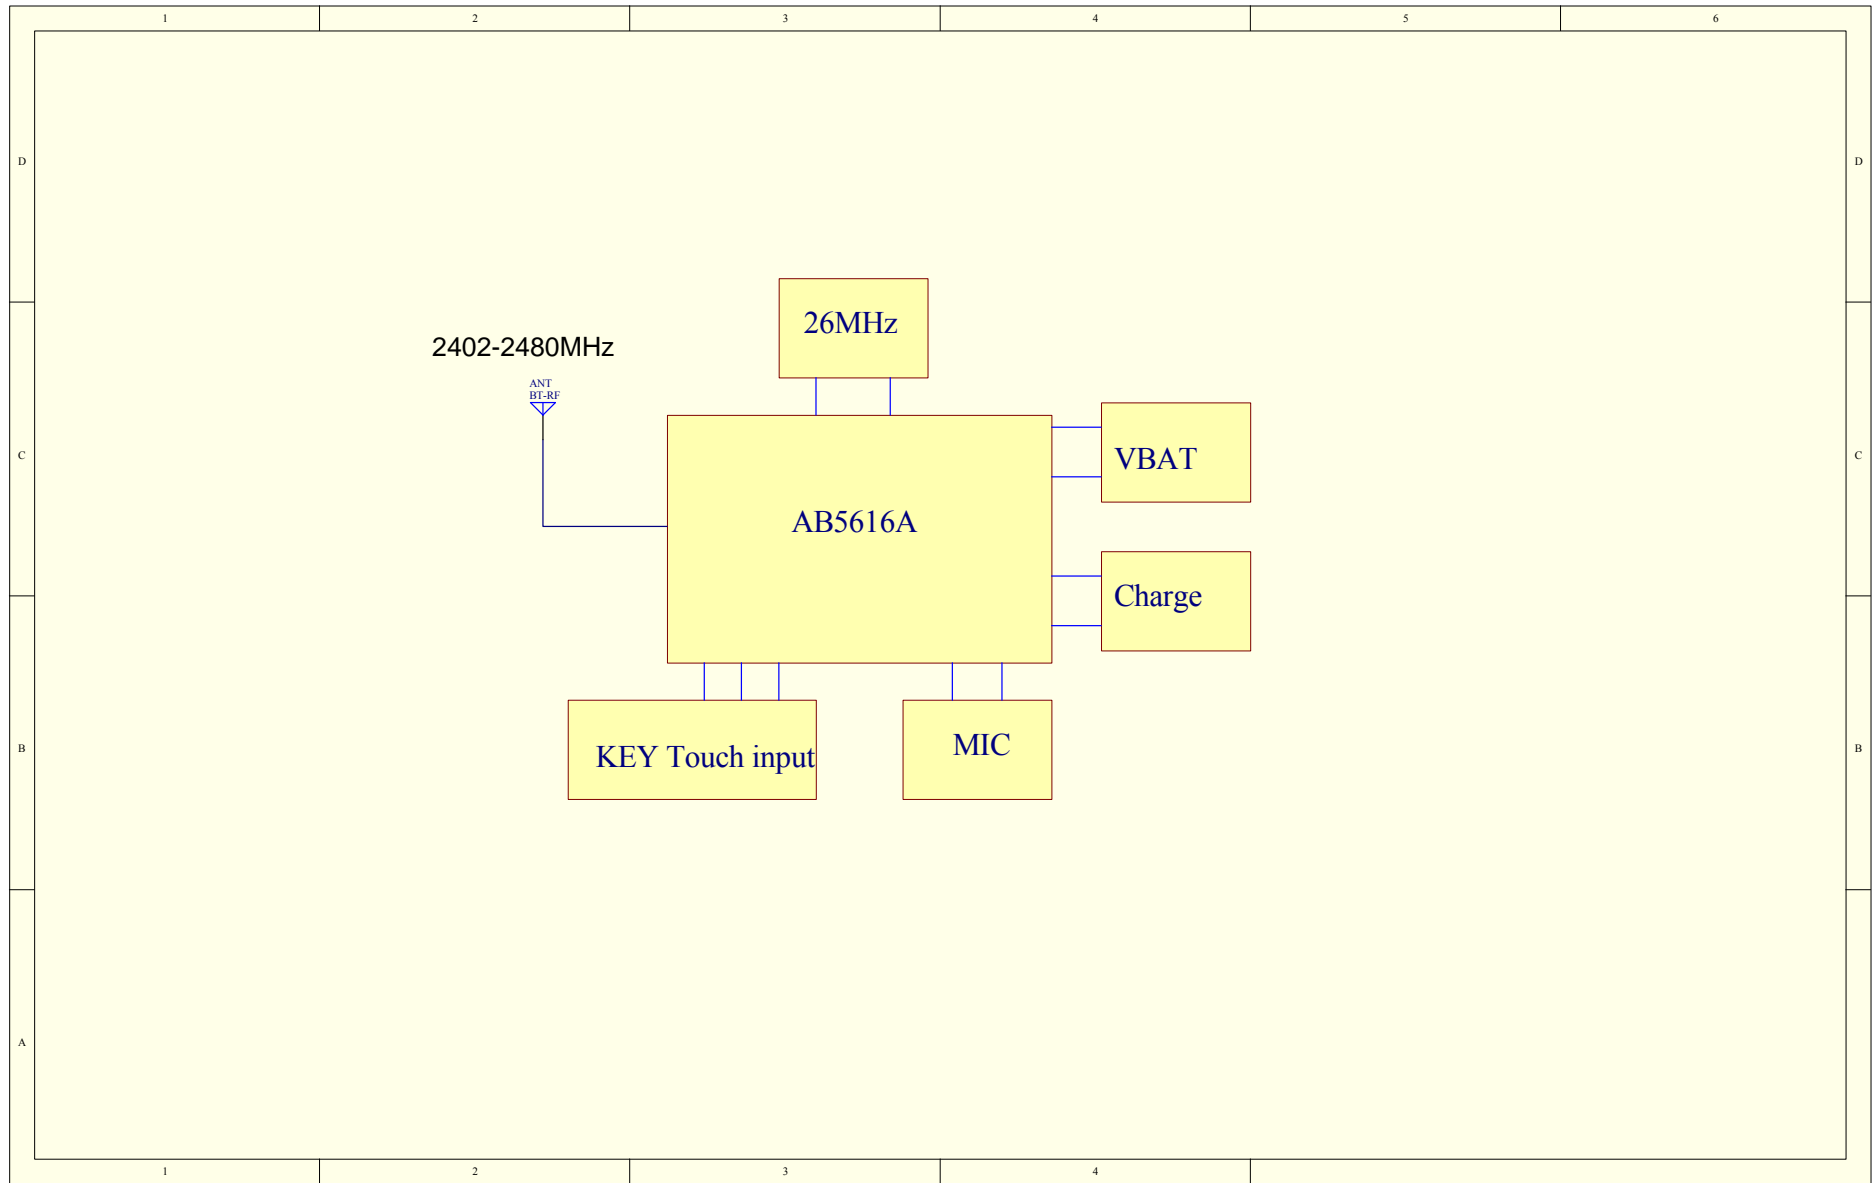 1 2 3 4 5 6
D D
26MHz
2402-2480MHz
ANT
BT-RF
C VBAT C
AB5616A
Charge
B KEY Touch input MIC B
A
1 2 3 4